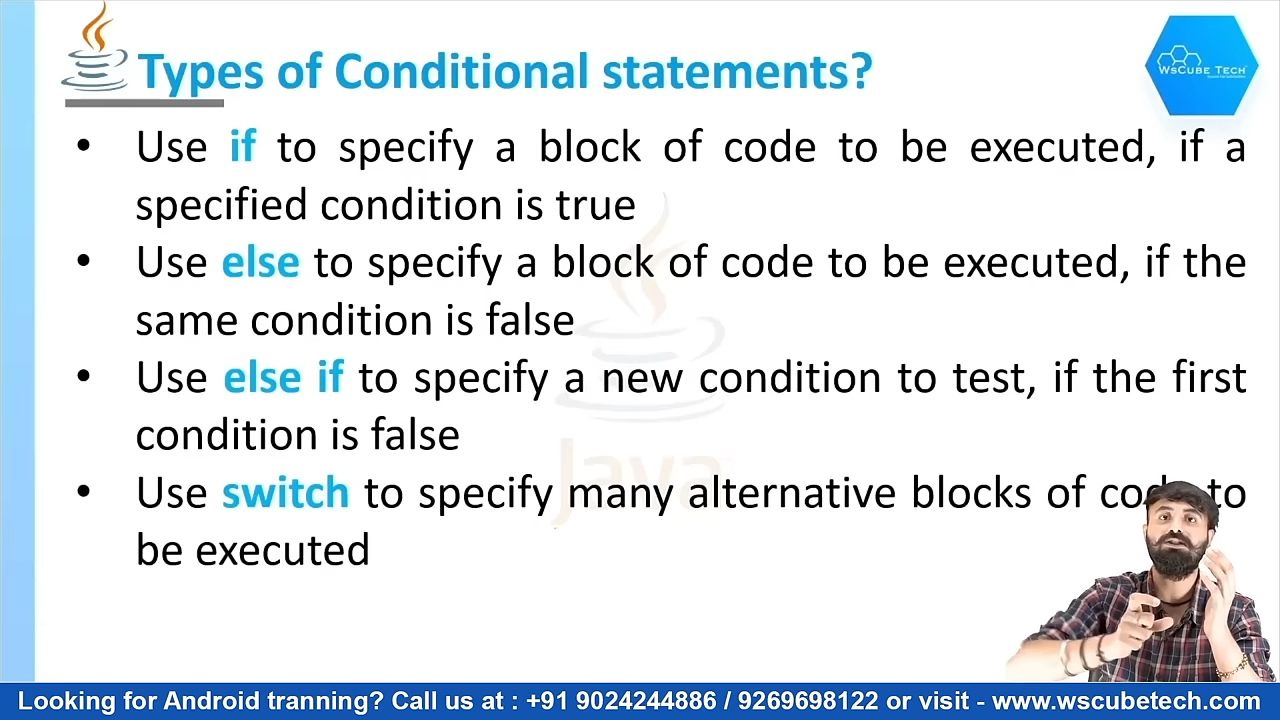 Types of Conditional statements?
WsCube Tech
• Use if to specify a block of code to be executed, if a
specified condition is true
• Use else to specify a block of code to be executed, if the
same condition is false
• Use else if to specify a new condition to test, if the first
condition is false
• Use switch to specify many alternative blocks of code to
be executed
Java
Looking for Android tranning? Call us at : +91 9024244886 / 9269698122 or visit - www.wscubetech.com